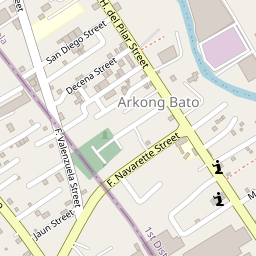 San Diego Street
H. del Pilar Street
Decena Street
Arkong Bato
F. Valenzuela Street
F. Navarette Street
Jaun Street
1st Dist